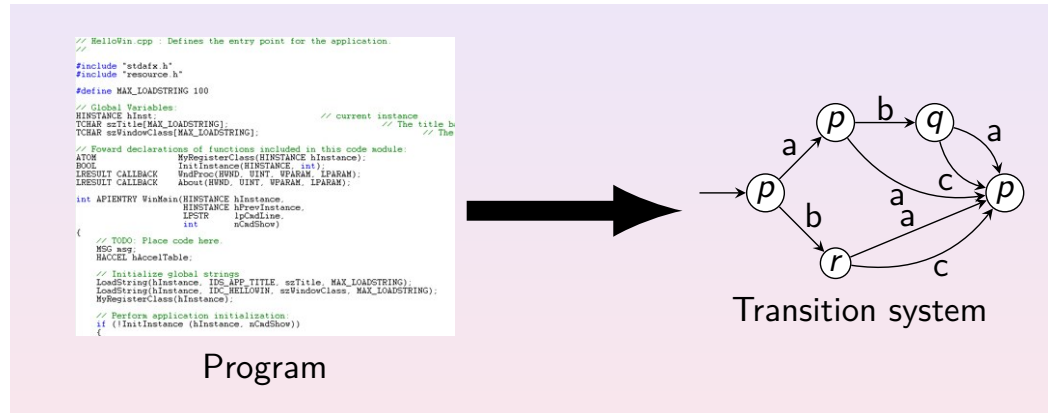 // HelloWin.cpp : Defines the entry point for the application.
//
#include "stdafx.h"
#include "resource.h"
#define MAX_LOADSTRING 100
// Global Variables:
HINSTANCE hInst; // current instance
TCHAR szTitle[MAX_LOADSTRING]; // The title ba
TCHAR szWindowClass[MAX_LOADSTRING]; // The
// Foward declarations of functions included in this code module:
ATOM MyRegisterClass(HINSTANCE hInstance);
BOOL InitInstance(HINSTANCE, int);
LRESULT CALLBACK WndProc(HWND, UINT, WPARAM, LPARAM);
LRESULT CALLBACK About(HWND, UINT, WPARAM, LPARAM);
int APIENTRY WinMain(HINSTANCE hInstance,
HINSTANCE hPrevInstance,
LPSTR lpCmdLine,
int nCmdShow)
{
// TODO: Place code here.
MSG msg;
HACCEL hAccelTable;
// Initialize global strings
LoadString(hInstance, IDS_APP_TITLE, szTitle, MAX_LOADSTRING);
LoadString(hInstance, IDC_HELLOWIN, szWindowClass, MAX_LOADSTRING);
MyRegisterClass(hInstance);
// Perform application initialization:
if (!InitInstance (hInstance, nCmdShow))
{
Program
p
a
p
b
q
a
c
a
p
b
r
a
c
Transition system